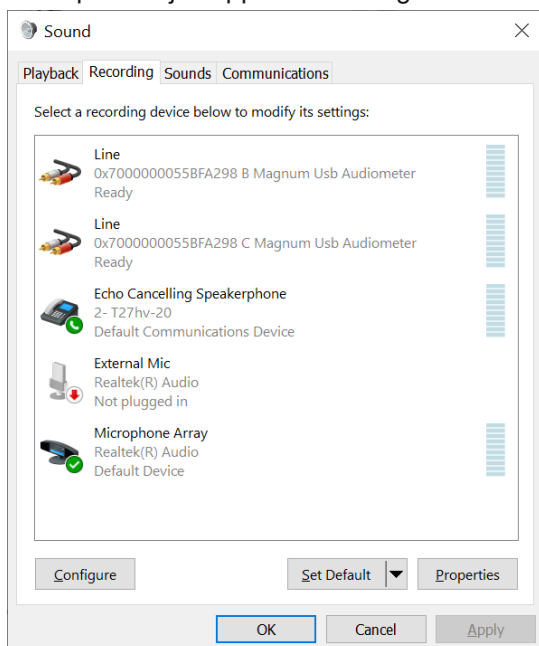 Sound
Playback Recording Sounds Communications
Select a recording device below to modify its settings:
Line
0x7000000055BFA298 B Magnum Usb Audiometer
Ready
Line
0x7000000055BFA298 C Magnum Usb Audiometer
Ready
Echo Cancelling Speakerphone
2- T27hv-20
Default Communications Device
External Mic
Realtek(R) Audio
Not plugged in
Microphone Array
Realtek(R) Audio
Default Device
Configure Set Default Properties
OK Cancel Apply